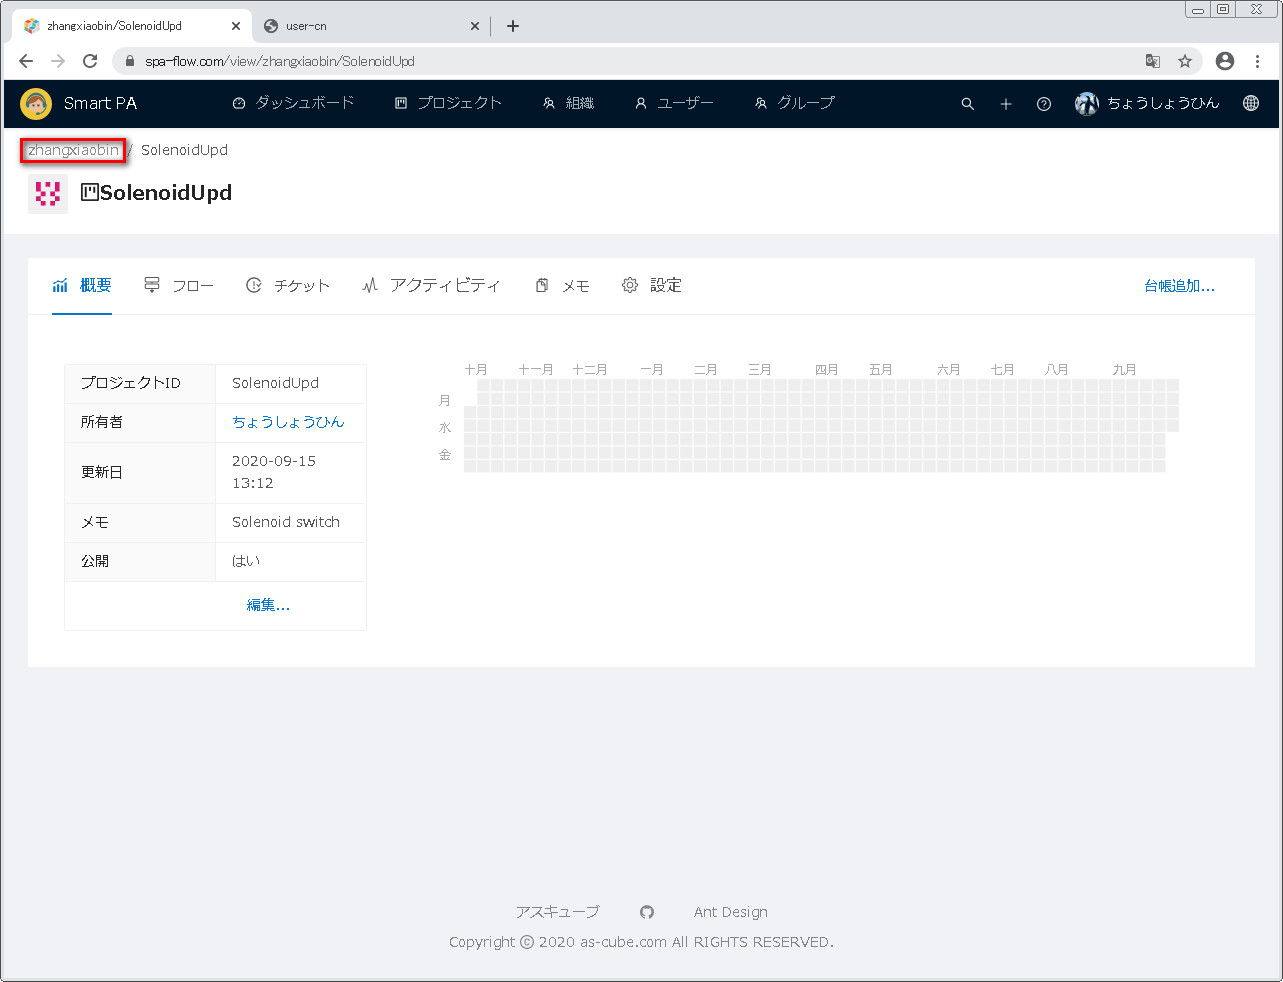 zhangxiaobin/SolenoidUpd
user-cn
spa-flow.com/view/zhangxiaobin/SolenoidUpd
Smart PA ダッシュボード プロジェクト 組織 ユーザー グループ ちょうしょうひん
zhangxiaobin / SolenoidUpd
SolenoidUpd
概要 フロー チケット アクティビティ メモ 設定 台帳追加...
プロジェクトID SolenoidUpd
所有者 ちょうしょうひん
更新日 2020-09-15
13:12
メモ Solenoid switch
公開 はい
編集...
十月 十一月 十二月 一月 二月 三月 四月 五月 六月 七月 八月 九月
月
水
金
アスキューブ Ant Design
Copyright © 2020 as-cube.com All RIGHTS RESERVED.